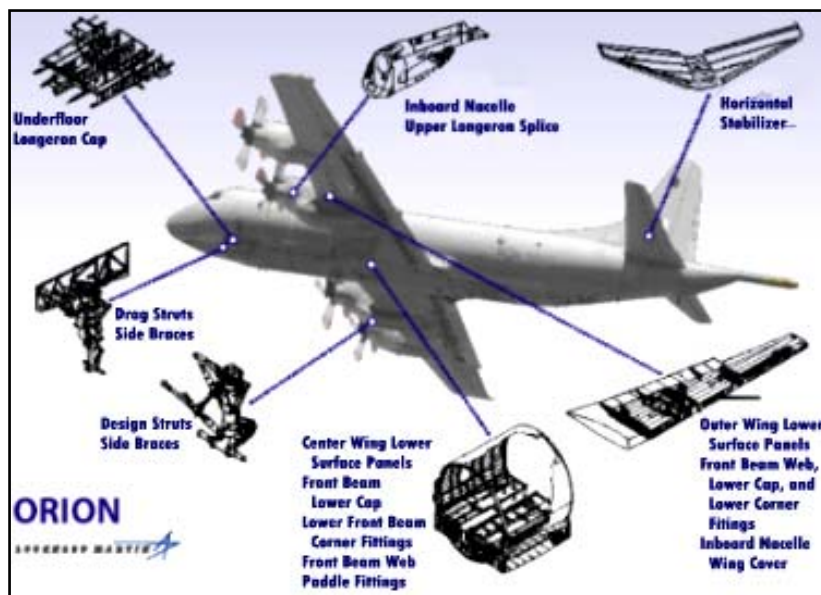 Underfloor
Longeron Cap
Inboard Nacelle
Upper Longeron Splice
Horizontal
Stabilizer...
Drag Struts
Side Braces
Design Struts
Side Braces
Center Wing Lower
Surface Panels
Front Beam
Lower Cap
Lower Front Beam
Corner Fittings
Front Beam Web
Paddle Fittings
Outer Wing Lower
Surface Panels
Front Beam Web,
Lower Cap, and
Lower Corner
Fittings
Inboard Nacelle
Wing Cover
ORION
LOCKHEED MARTIN